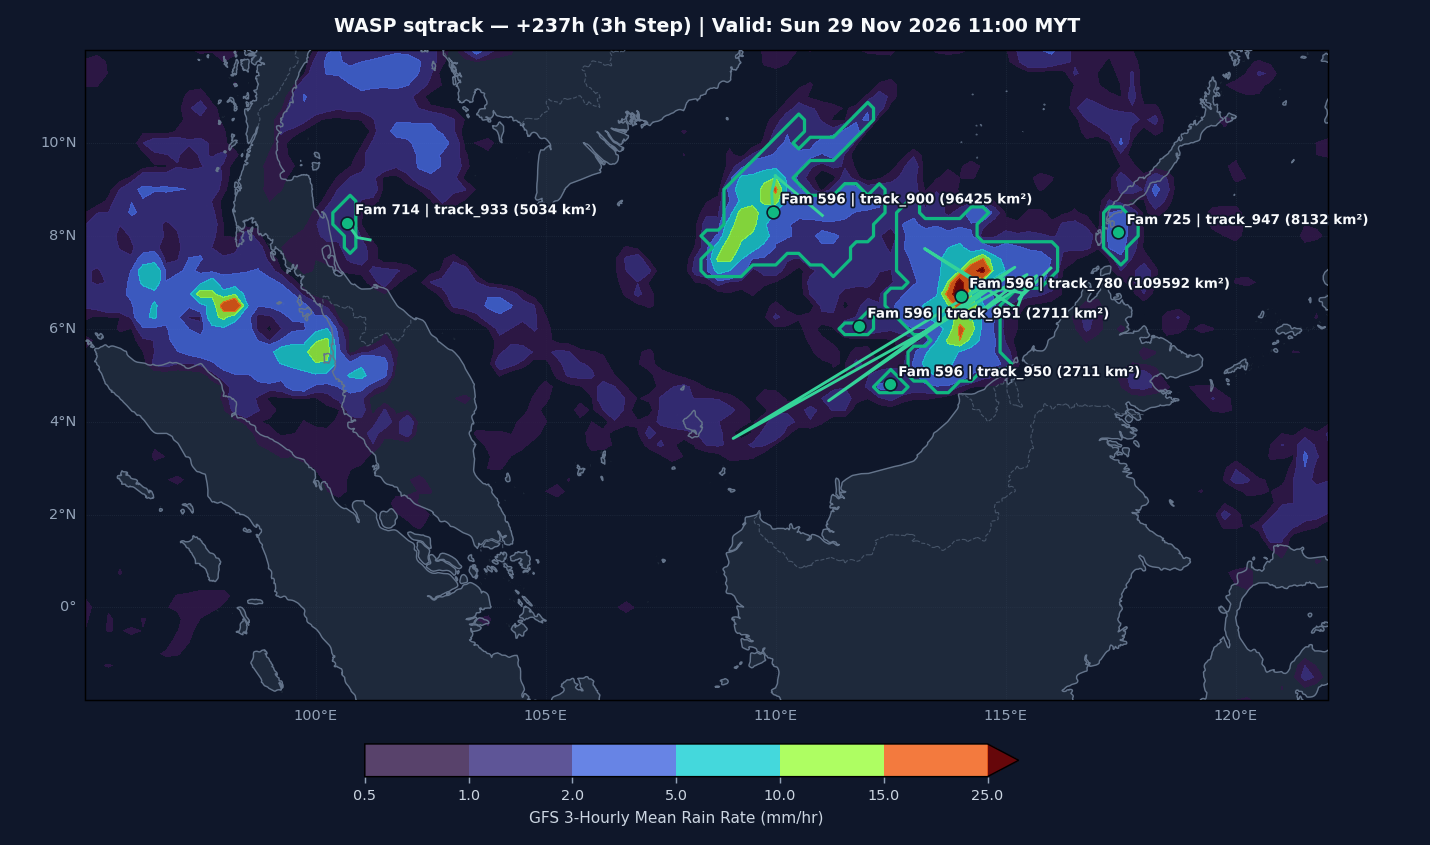 WASP sqtrack — +237h (3h Step) | Valid: Sun 29 Nov 2026 11:00 MYT
10°N
8°N
6°N
4°N
2°N
0°
Fam 596 | track_900 (96425 km²)
Fam 714 | track_933 (5034 km²)
Fam 725 | track_947 (8132 km²)
Fam 596 | track_780 (109592 km²)
Fam 596 | track_951 (2711 km²)
Fam 596 | track_950 (2711 km²)
100°E 105°E 110°E 115°E 120°E
0.5 1.0 2.0 5.0 10.0 15.0 25.0
GFS 3-Hourly Mean Rain Rate (mm/hr)